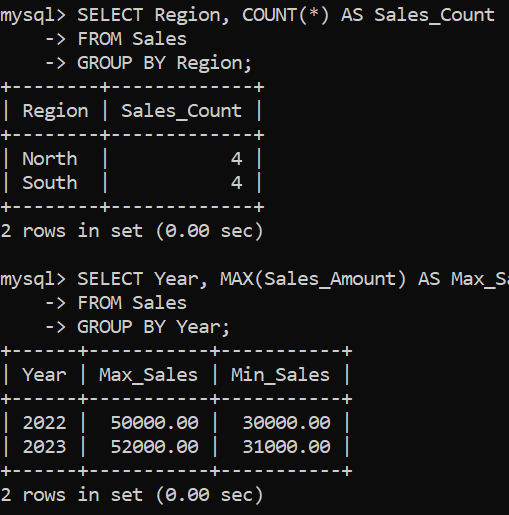 mysql> SELECT Region, COUNT(*) AS Sales_Count
    -> FROM Sales
    -> GROUP BY Region;
+--------+-------------+
| Region | Sales_Count |
+--------+-------------+
| North  |           4 |
| South  |           4 |
+--------+-------------+
2 rows in set (0.00 sec)

mysql> SELECT Year, MAX(Sales_Amount) AS Max_Sa
    -> FROM Sales
    -> GROUP BY Year;
+------+-----------+-----------+
| Year | Max_Sales | Min_Sales |
+------+-----------+-----------+
| 2022 |  50000.00 |  30000.00 |
| 2023 |  52000.00 |  31000.00 |
+------+-----------+-----------+
2 rows in set (0.00 sec)